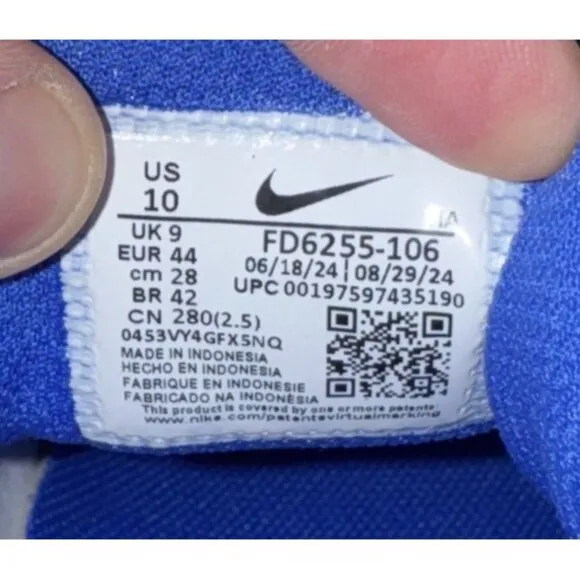 US
10
IA
UK 9
EUR 44
cm 28
BR 42
CN 280(2.5)
FD6255-106
06/18/24 | 08/29/24
UPC 00197597435190
0453VY4GFX5NQ
MADE IN INDONESIA
HECHO EN INDONESIA
FABRIQUE EN INDONESIE
FABRICADO NA INDONÈSIA
This product is covered by one or more patents
www.nike.com/patentsvirtualmarking